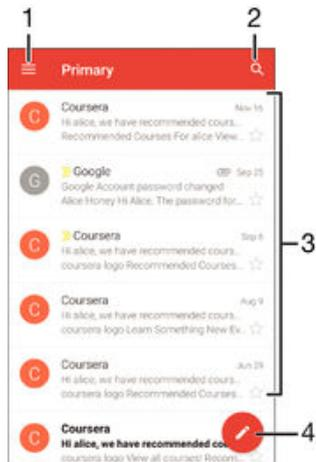 1
2
Primary
C
Coursera
Nov 16
Hi alice, we have recommended cours...
Recommended Courses For alice View...
G
Google
Sep 25
Google Account password changed
Alice Honey Hi Alice, The password for...
C
Coursera
Sep 6
Hi alice, we have recommended cours...
coursera logo Recommended Courses...
3
C
Coursera
Aug 9
Hi alice, we have recommended cours...
coursera logo Learn Something New Ev..
C
Coursera
Jun 29
Hi alice, we have recommended cours...
coursera logo Recommended Courses...
C
Coursera
Hi alice, we have recommended cou
coursera logo View all courses! Recom
4